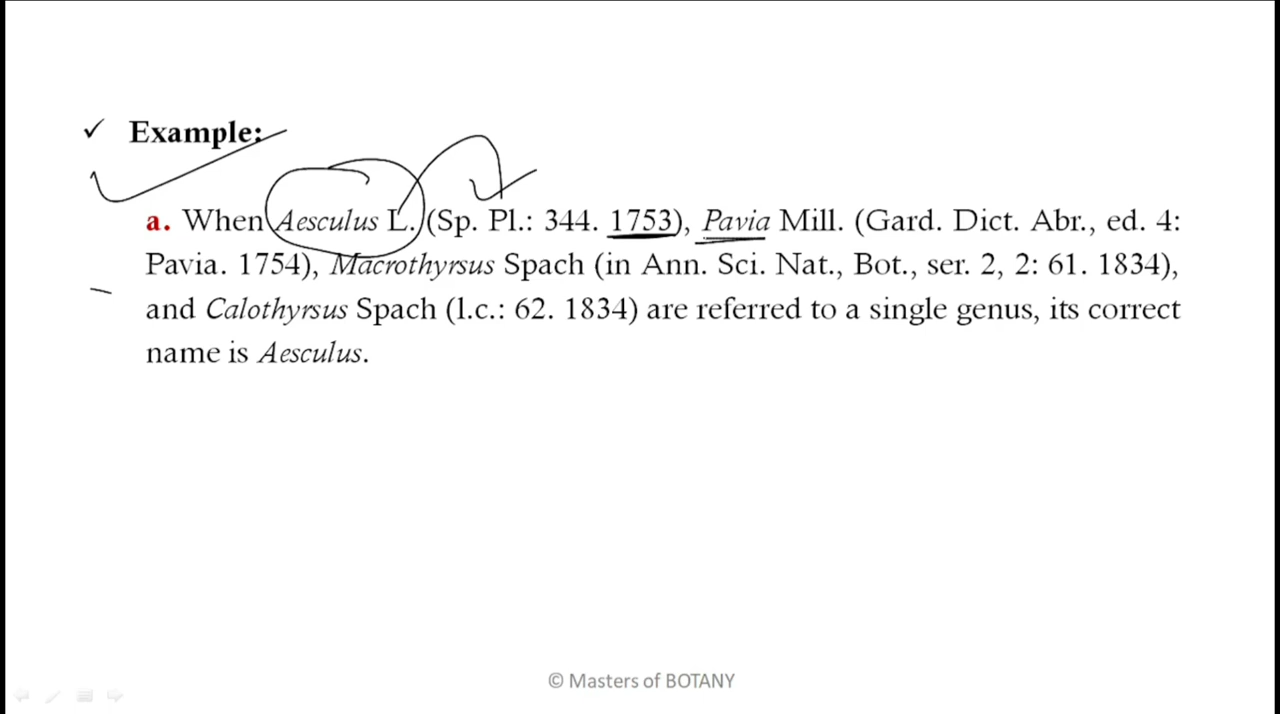 ✓ Example:
a. When Aesculus L. (Sp. Pl.: 344. 1753), Pavia Mill. (Gard. Dict. Abr., ed. 4:
Pavia. 1754), Macrothyrsus Spach (in Ann. Sci. Nat., Bot., ser. 2, 2: 61. 1834),
and Calothyrsus Spach (l.c.: 62. 1834) are referred to a single genus, its correct
name is Aesculus.
© Masters of BOTANY